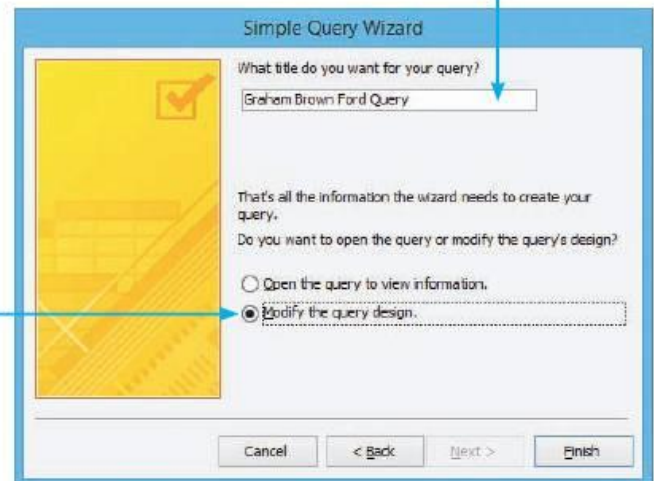 Simple Query Wizard
What title do you want for your query?
Graham Brown Ford Query
That's all the information the wizard needs to create your
query.
Do you want to open the query or modify the query's design?
Open the query to view information.
Modify the query design.
Cancel
< Back
Next >
Finish